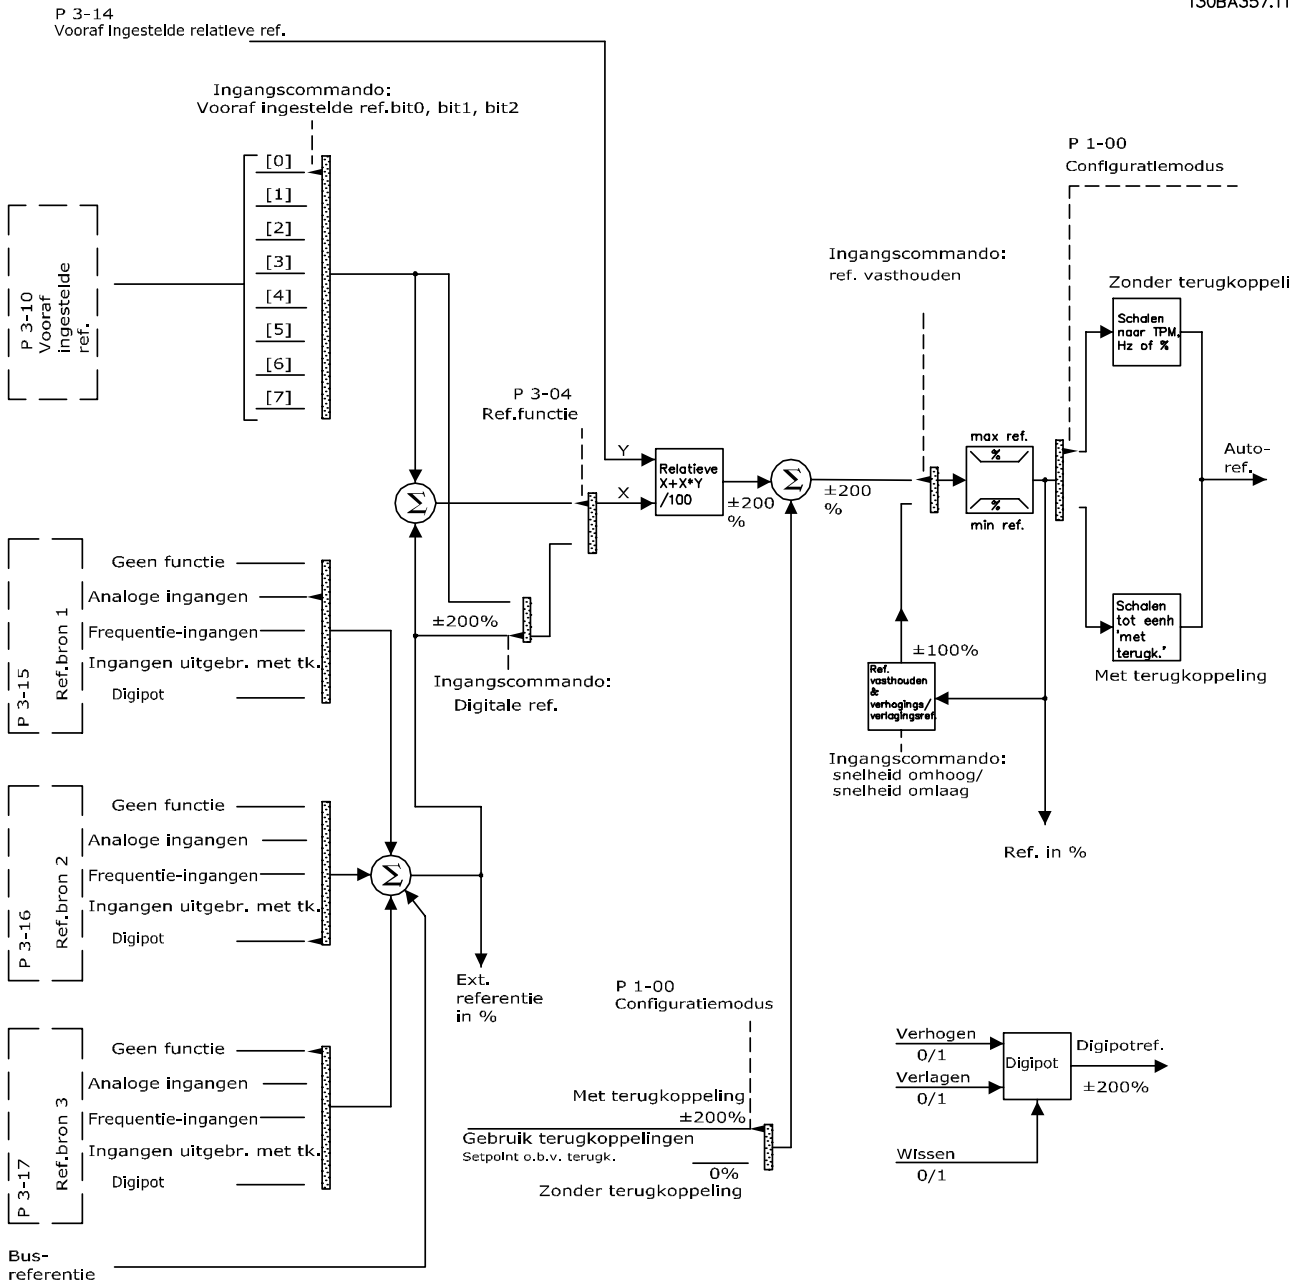 P 3-14
Vooraf ingestelde relatieve ref.
Ingangscommando:
Vooraf ingestelde ref.bit0, bit1, bit2
[0]
[1]
[2]
[3]
[4]
[5]
[6]
[7]
P 3-10
Vooraf
ingestelde
ref.
P 1-00
Configuratiemodus
Ingangscommando:
ref. vasthouden
Zonder terugkoppeli
Schalen
naar TPM,
Hz of %
P 3-04
Ref.functie
Y
X
Relatieve
X+X*Y
/100
±200
%
Σ
±200
%
max ref.
%
%
min ref.
Auto-
ref.
Σ
±200%
Ingangscommando:
Digitale ref.
Schalen
tot eenh
'met
terugk.'
Met terugkoppeling
±100%
Ref.
vasthouden
&
verhogings/
verlagingsref.
Ingangscommando:
snelheid omhoog/
snelheid omlaag
Ref. in %
P 3-15
Ref.bron 1
Geen functie
Analoge ingangen
Frequentie-ingangen
Ingangen uitgebr. met tk.
Digipot
P 3-16
Ref.bron 2
Geen functie
Analoge ingangen
Frequentie-ingangen
Ingangen uitgebr. met tk.
Digipot
Σ
Ext.
referentie
in %
P 3-17
Ref.bron 3
Geen functie
Analoge ingangen
Frequentie-ingangen
Ingangen uitgebr. met tk.
Digipot
Bus-
referentie
P 1-00
Configuratiemodus
Met terugkoppeling
±200%
Gebruik terugkoppelingen
Setpoint o.b.v. terugk.
0%
Zonder terugkoppeling
Verhogen
0/1
Verlagen
0/1
Wissen
0/1
Digipot
Digipotref.
±200%